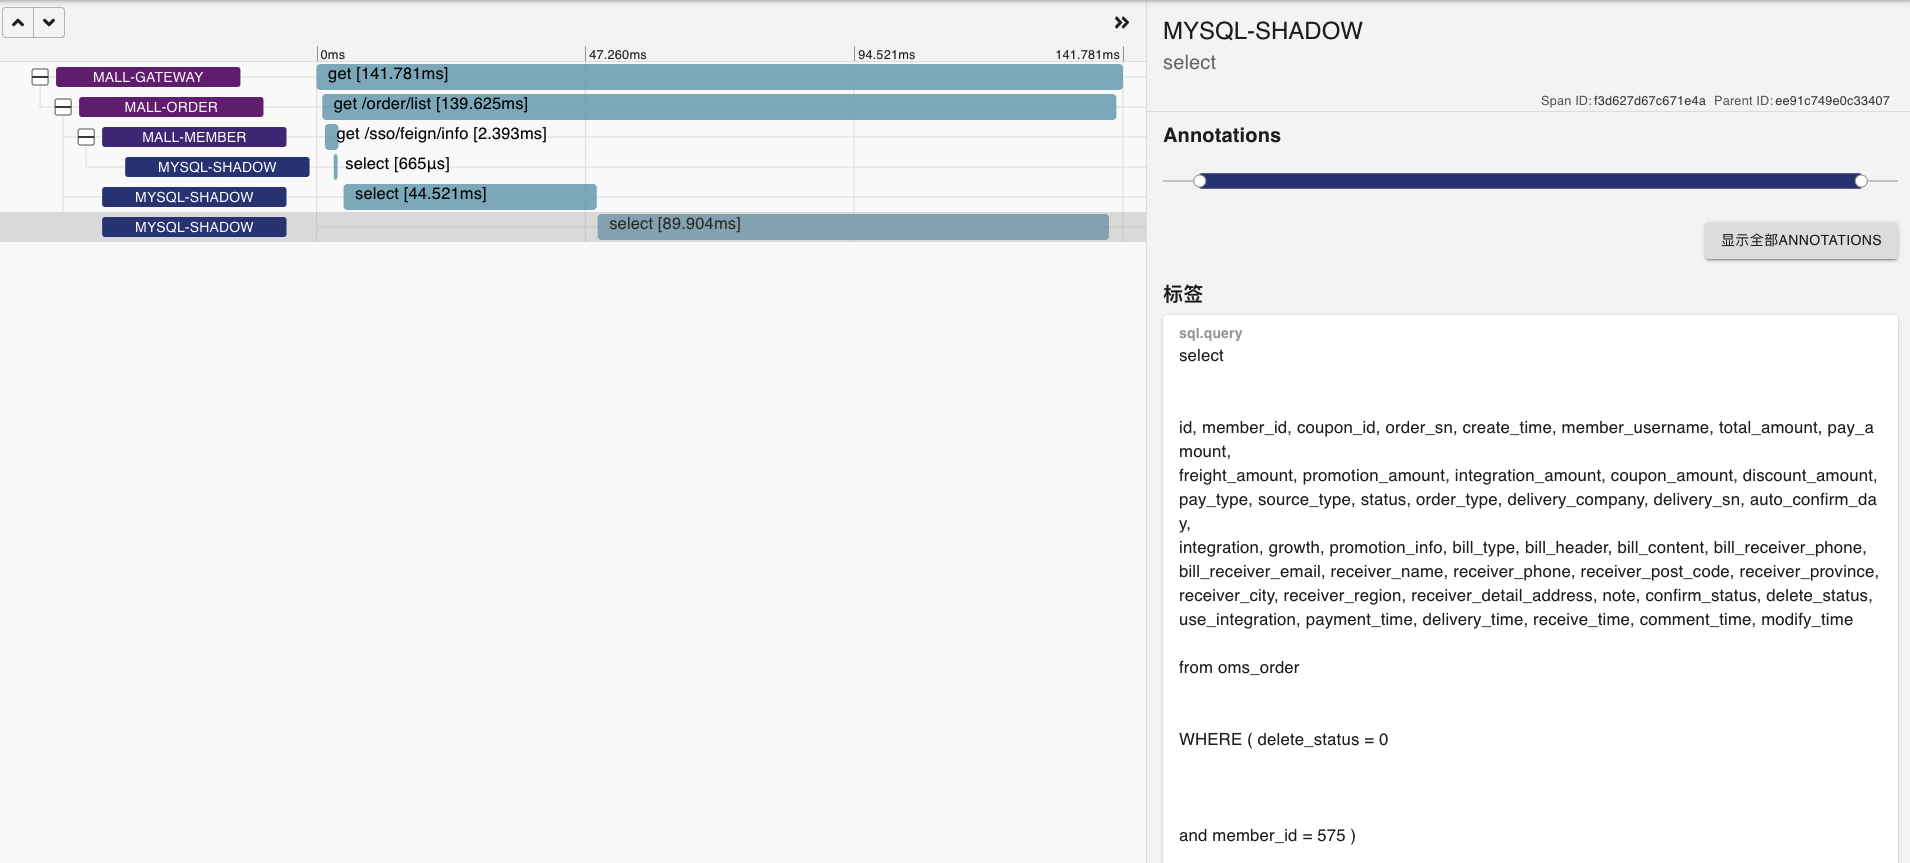 0ms
47.260ms
94.521ms
141.781ms
MALL-GATEWAY
get [141.781ms]
MALL-ORDER
get /order/list [139.625ms]
MALL-MEMBER
get /sso/feign/info [2.393ms]
MYSQL-SHADOW
select [665μs]
MYSQL-SHADOW
select [44.521ms]
MYSQL-SHADOW
select [89.904ms]
MYSQL-SHADOW
select
Span ID: f3d627d67c671e4a Parent ID: ee91c749e0c33407
Annotations
显示全部ANNOTATIONS
标签
sql.query
select
id, member_id, coupon_id, order_sn, create_time, member_username, total_amount, pay_a
mount,
freight_amount, promotion_amount, integration_amount, coupon_amount, discount_amount,
pay_type, source_type, status, order_type, delivery_company, delivery_sn, auto_confirm_da
y,
integration, growth, promotion_info, bill_type, bill_header, bill_content, bill_receiver_phone,
bill_receiver_email, receiver_name, receiver_phone, receiver_post_code, receiver_province,
receiver_city, receiver_region, receiver_detail_address, note, confirm_status, delete_status,
use_integration, payment_time, delivery_time, receive_time, comment_time, modify_time
from oms_order
WHERE ( delete_status = 0
and member_id = 575 )